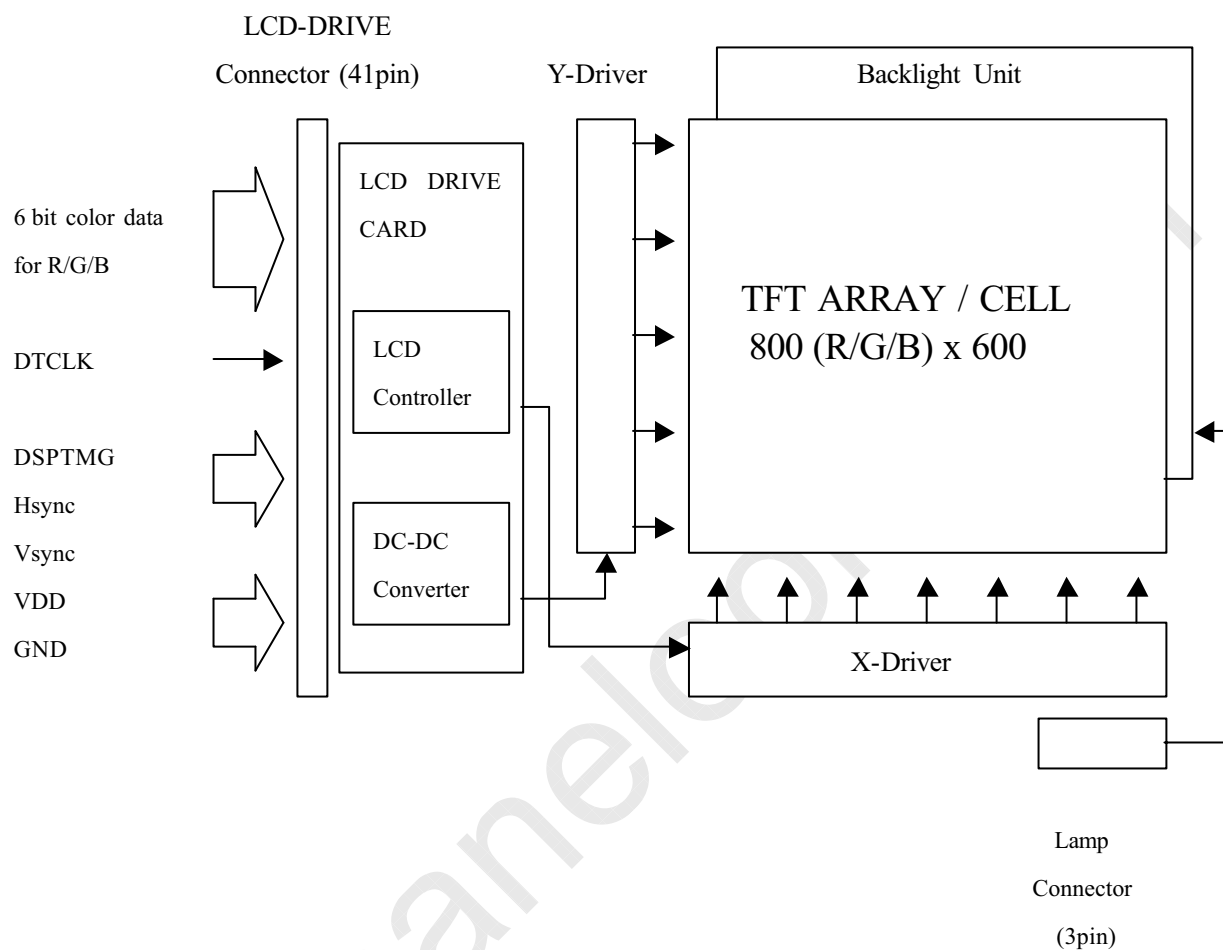 LCD-DRIVE
Connector (41pin)
Y-Driver
Backlight Unit
6 bit color data
for R/G/B
DTCLK
DSPTMG
Hsync
Vsync
VDD
GND
LCD DRIVE
CARD
LCD
Controller
DC-DC
Converter
TFT ARRAY / CELL
800 (R/G/B) x 600
X-Driver
Lamp
Connector
(3pin)